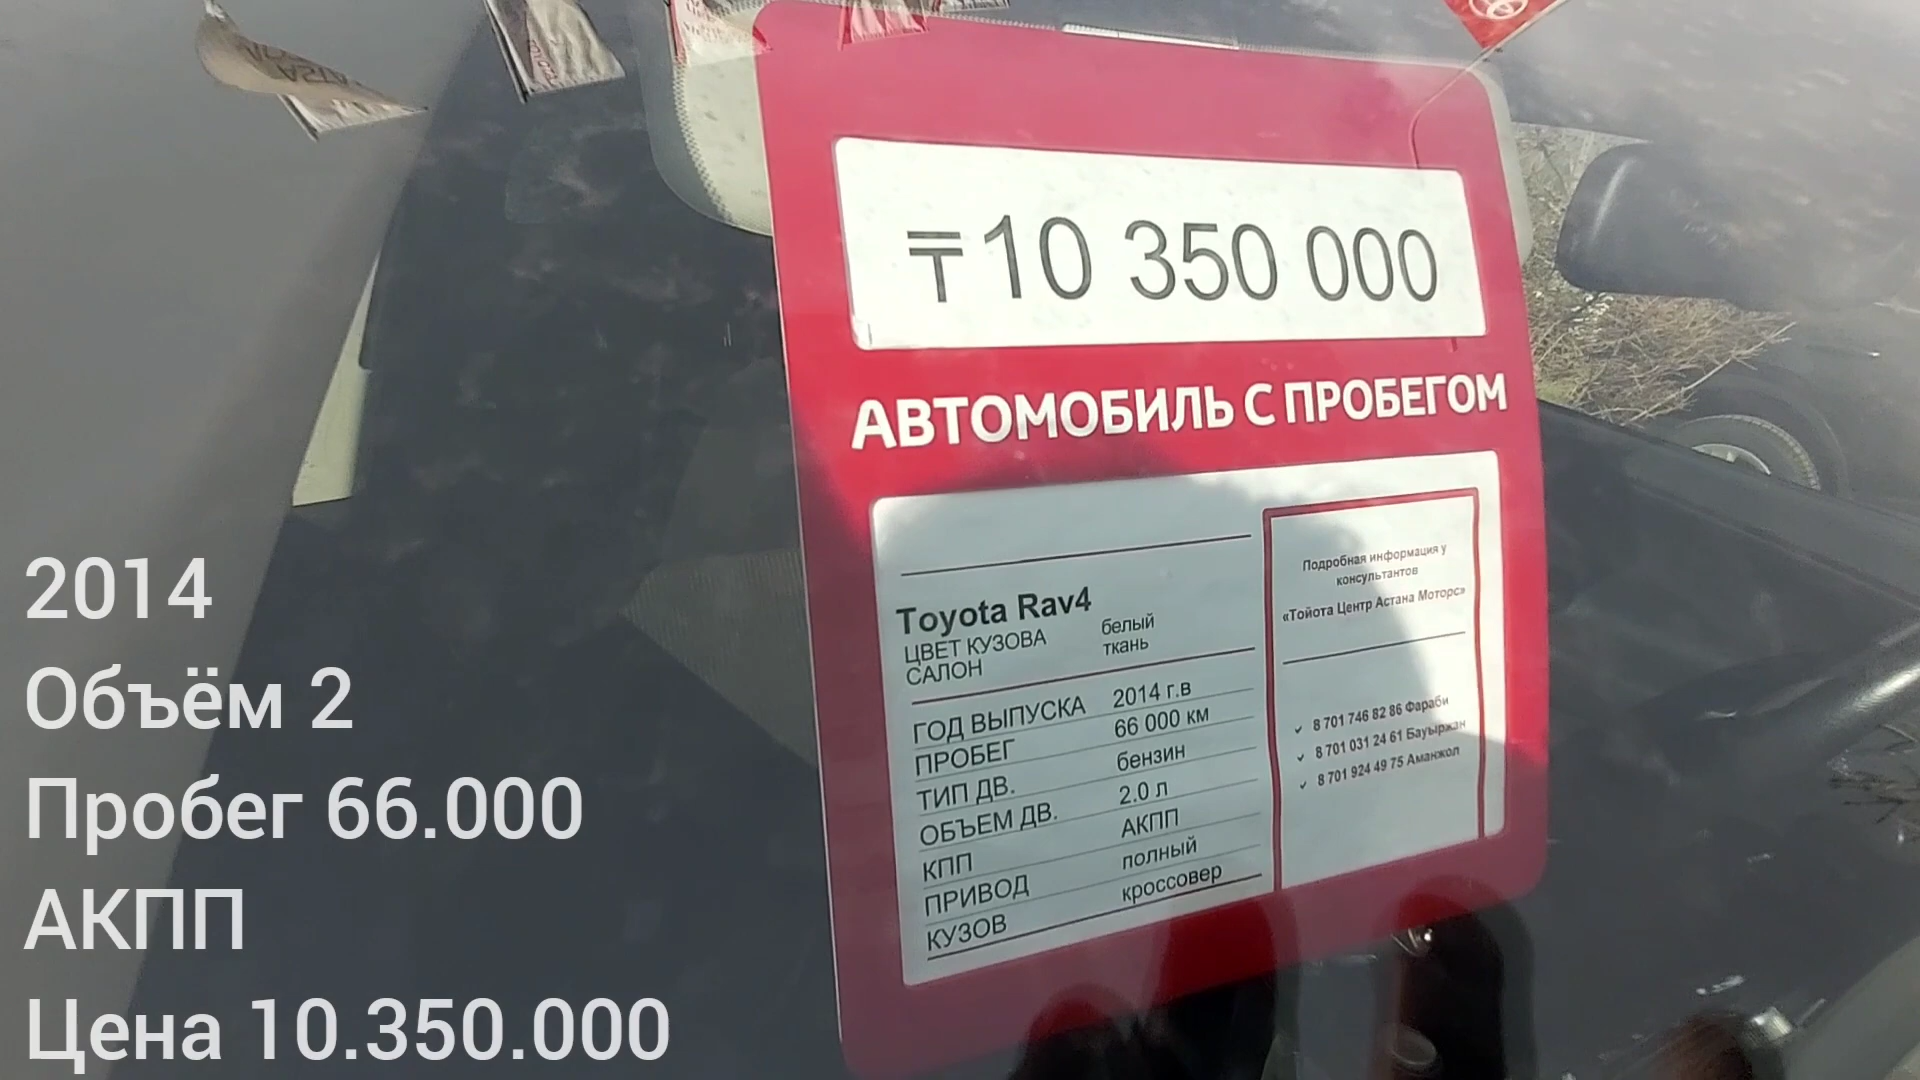 ₸10 350 000
АВТОМОБИЛЬ С ПРОБЕГОМ
Toyota Rav4
ЦВЕТ КУЗОВА белый
САЛОН ткань
ГОД ВЫПУСКА 2014 г.в
ПРОБЕГ 66 000 км
ТИП ДВ. бензин
ОБЪЕМ ДВ. 2.0 л
КПП АКПП
ПРИВОД полный
КУЗОВ кроссовер
Подробная информация у
консультантов
«Тойота Центр Астана Моторс»
8 701 746 82 86 Фараби
8 701 031 24 61 Бауыржан
8 701 924 49 75 Аманжол
2014
Объём 2
Пробег 66.000
АКПП
Цена 10.350.000